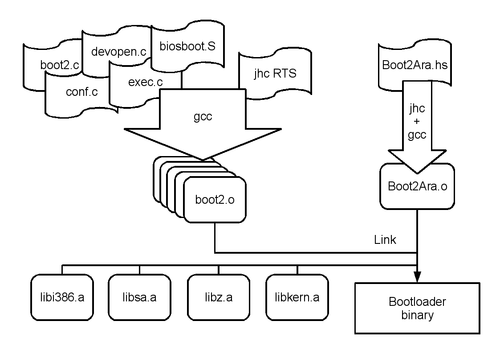 boot2.c
devopen.c
biosboot.S
conf.c
exec.c
jhc RTS
Boot2Ara.hs
gcc
jhc
+
gcc
boot2.o
Boot2Ara.o
Link
libi386.a
libsa.a
libz.a
libkern.a
Bootloader
binary